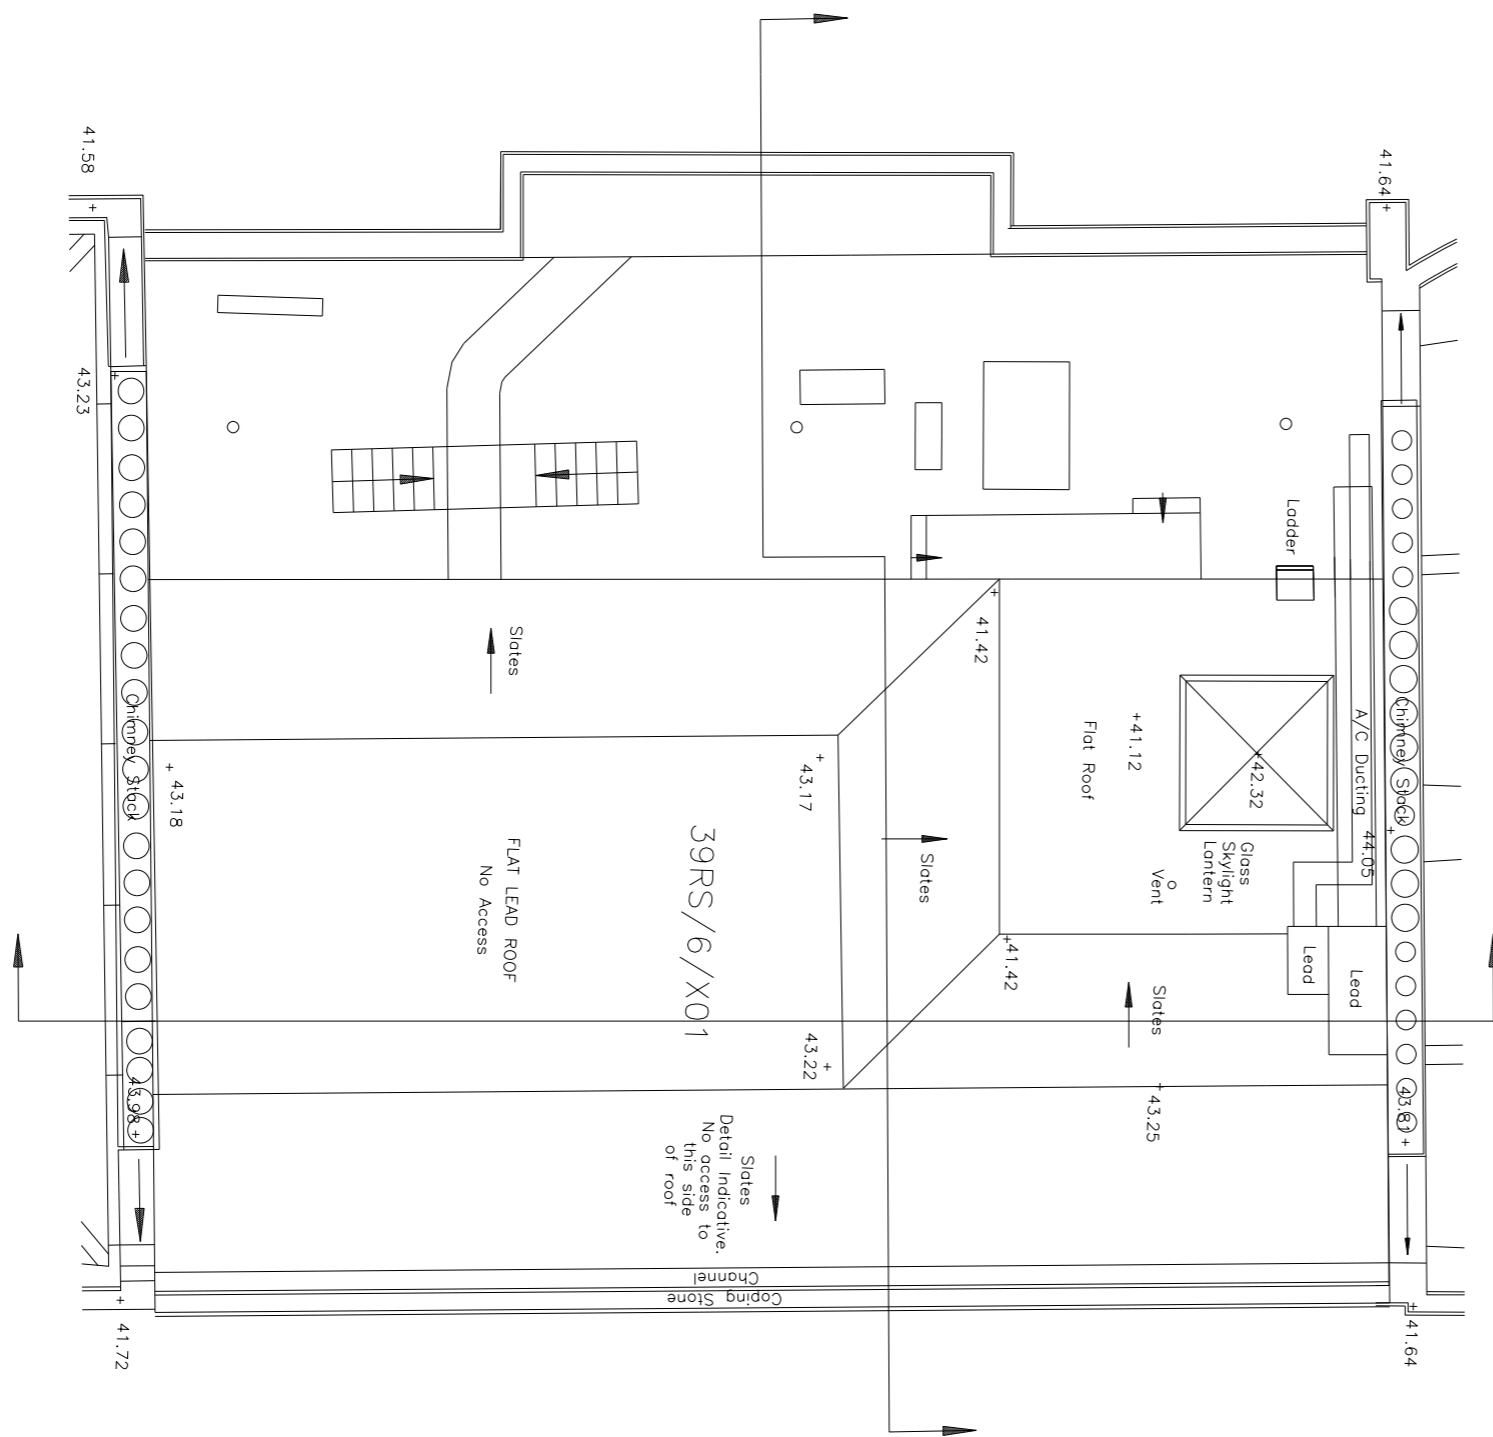 41.58
41.64
43.23
Ladder
Slates
41.42
Flat Roof
41.12
42.32
A/C Ducting
Chimney Stack
44.05
Chimney Stack
43.18
43.17
39RS/6/X01
FLAT LEAD ROOF
No Access
Slates
Glass
Skylight
Lantern
Vent
41.42
Slates
Lead
Lead
43.22
43.25
43.98
43.81
Slates
Detail Indicative.
No access to
this side
of roof
Channel
Coping Stone
41.72
41.64